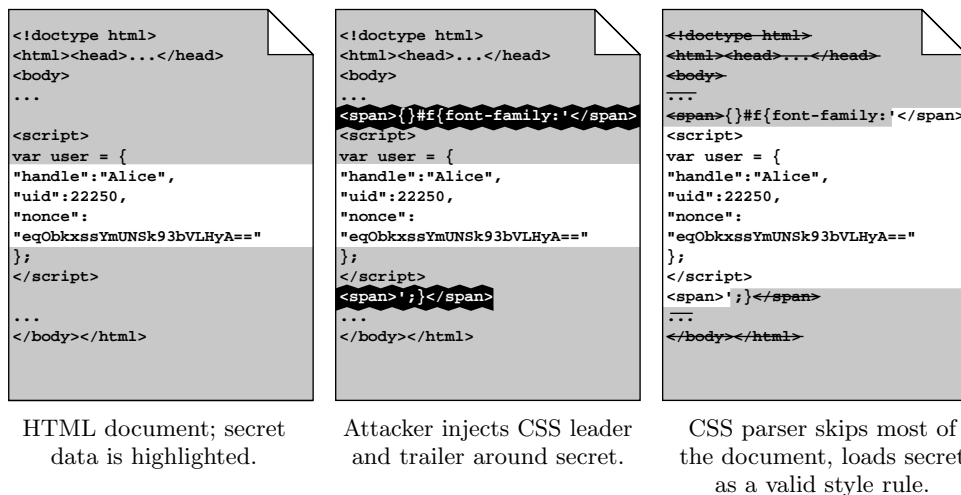 <!doctype html>
<html><head>...</head>
<body>
...
<script>
var user = {
"handle":"Alice",
"uid":22250,
"nonce":
"eqObkxssYmUNSk93bVLHyA=="
};
</script>
...
</body></html>
HTML document; secret
data is highlighted.
<!doctype html>
<html><head>...</head>
<body>
...
<span>{}#f{font-family:'</span>
<script>
var user = {
"handle":"Alice",
"uid":22250,
"nonce":
"eqObkxssYmUNSk93bVLHyA=="
};
</script>
<span>';}</span>
...
</body></html>
Attacker injects CSS leader
and trailer around secret.
<!doctype html>
<html><head>...</head>
<body>
...
<span>{}#f{font-family:'</span>
<script>
var user = {
"handle":"Alice",
"uid":22250,
"nonce":
"eqObkxssYmUNSk93bVLHyA=="
};
</script>
<span>';}</span>
...
</body></html>
CSS parser skips most of
the document, loads secret
as a valid style rule.